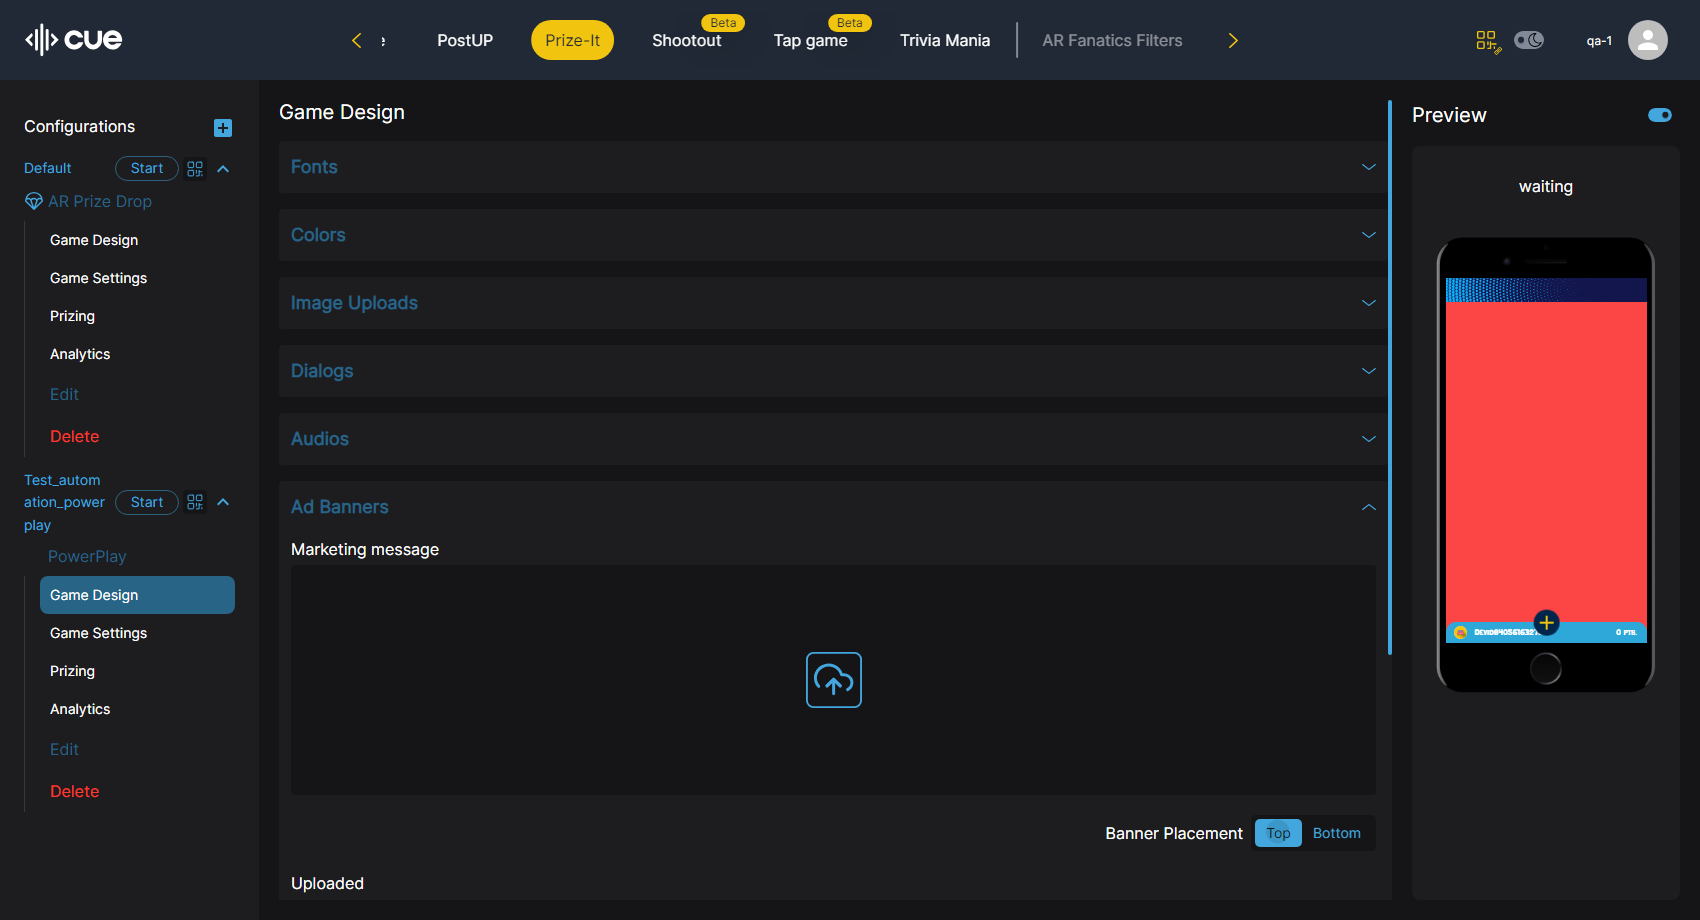 cue
PostUP
Prize-It
Shootout
Beta
Tap game
Beta
Trivia Mania
AR Fanatics Filters
qa-1
Configurations
Default
Start
AR Prize Drop
Game Design
Game Settings
Prizing
Analytics
Edit
Delete
Test_autom
ation_power
play
Start
PowerPlay
Game Design
Game Settings
Prizing
Analytics
Edit
Delete
Game Design
Fonts
Colors
Image Uploads
Dialogs
Audios
Ad Banners
Marketing message
Banner Placement
Top
Bottom
Uploaded
Preview
waiting
0 PTS.